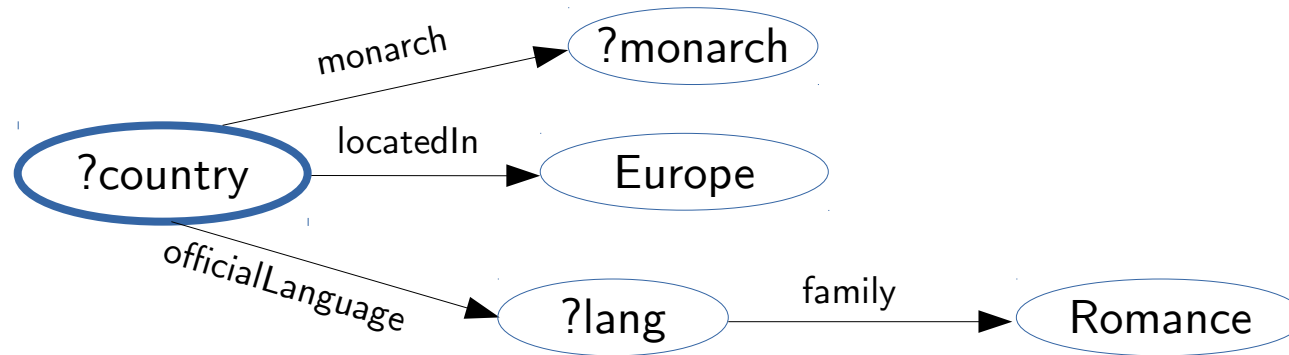 monarch
?monarch
locatedIn
?country
Europe
officialLanguage
family
?lang
Romance